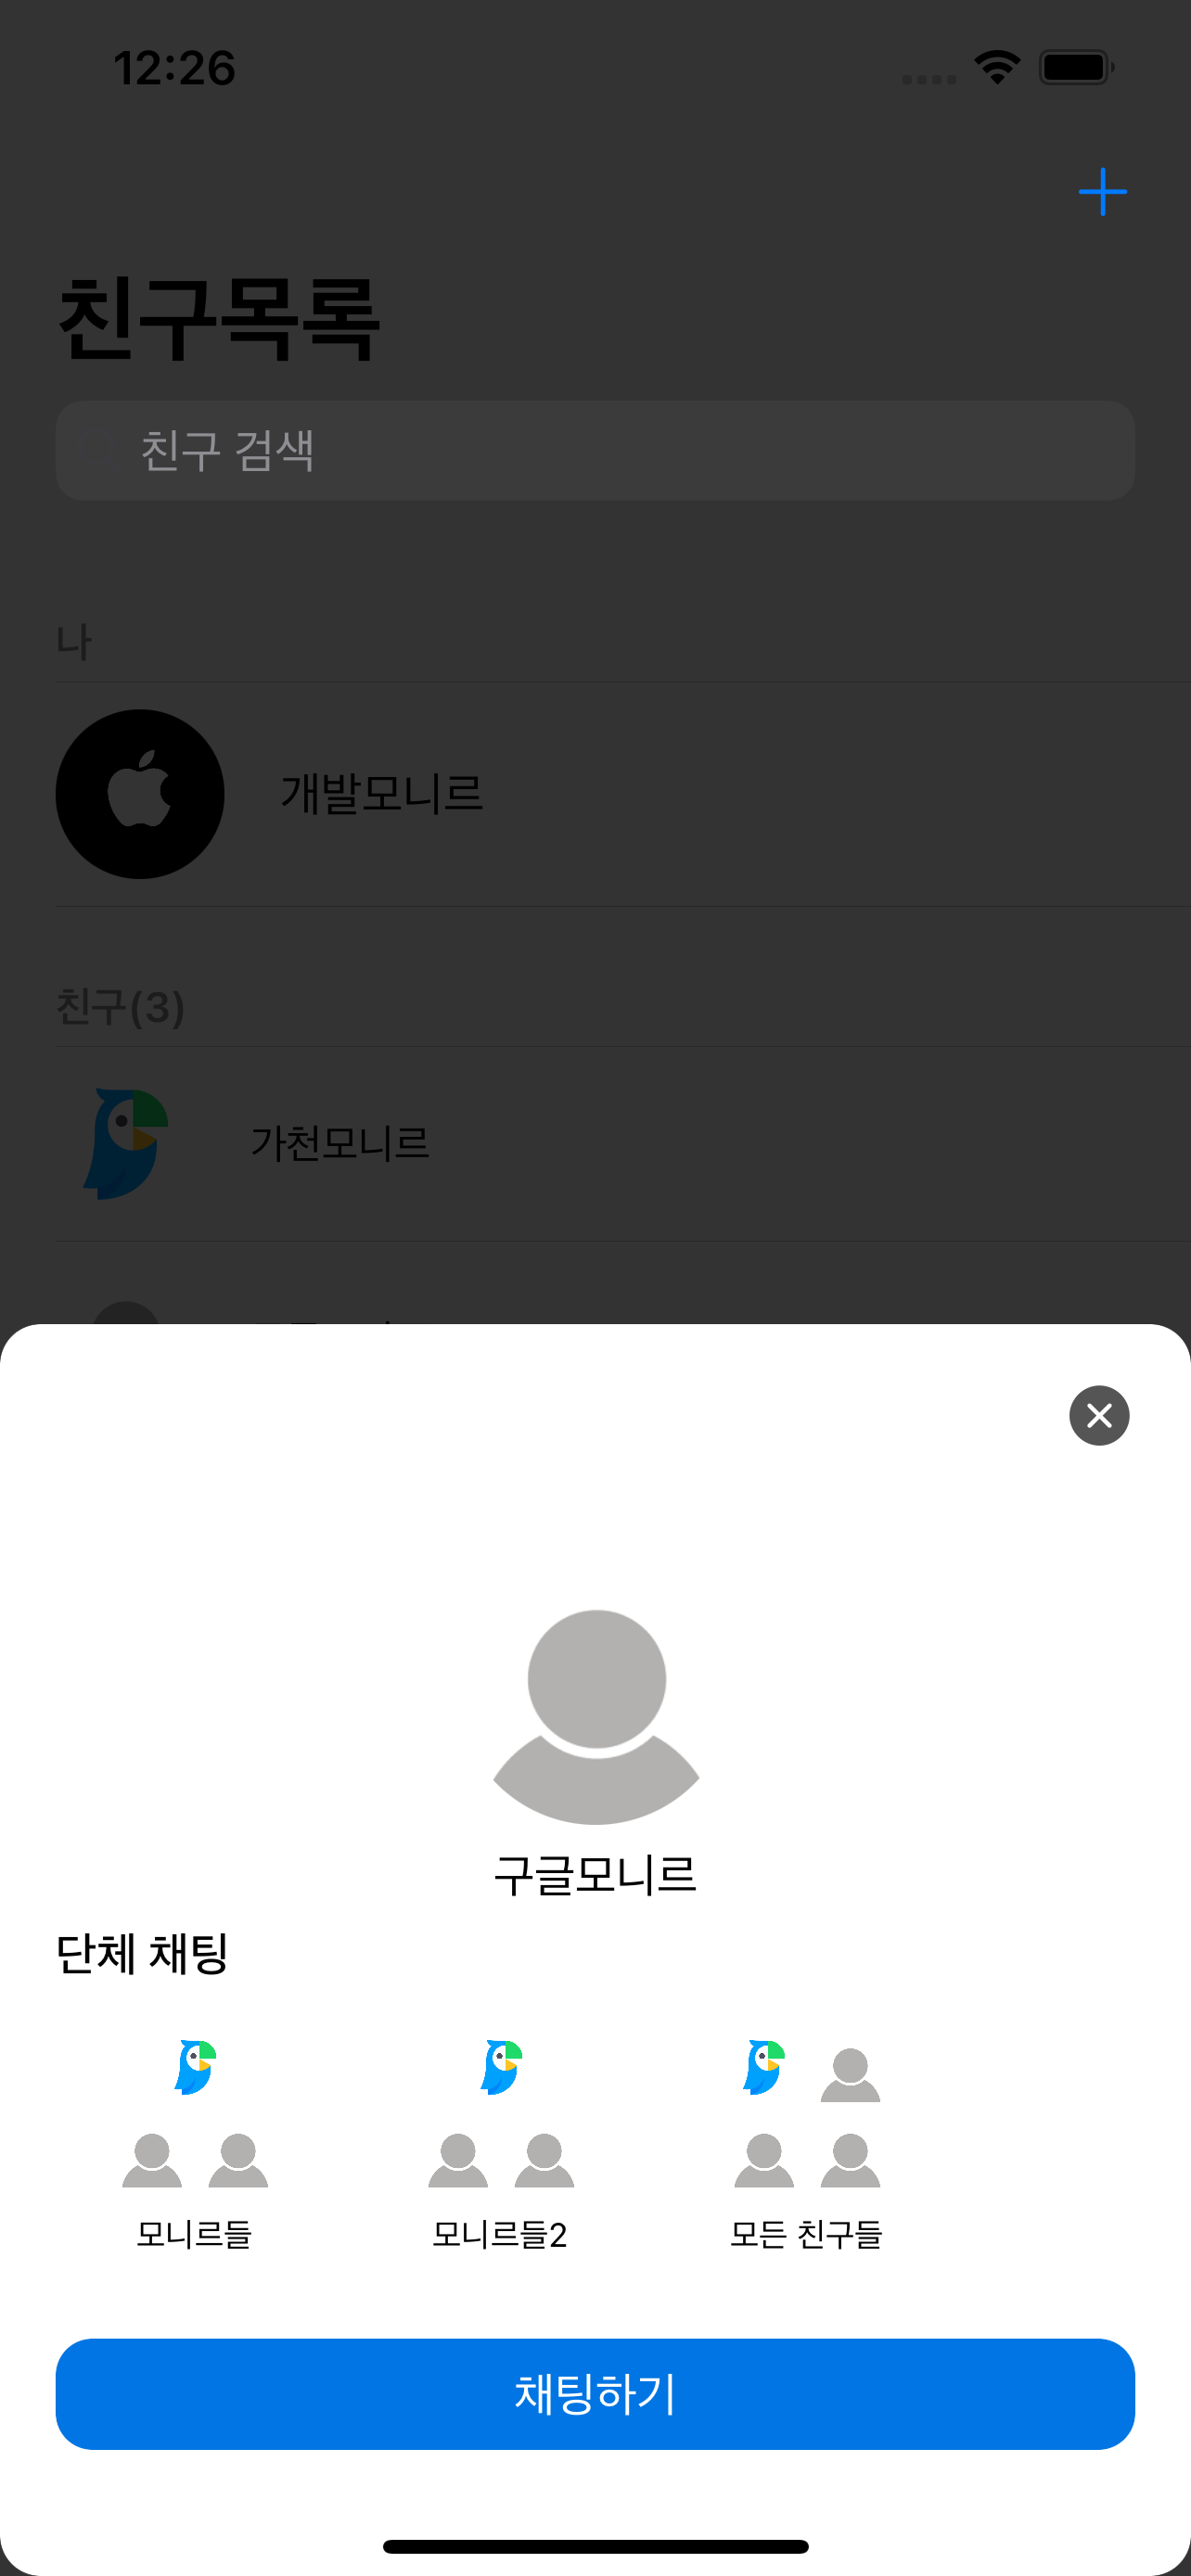 12:26
친구목록
친구 검색
나
개발모니르
친구(3)
가천모니르
구글모니르
단체 채팅
모니르들
모니르들2
모든 친구들
채팅하기